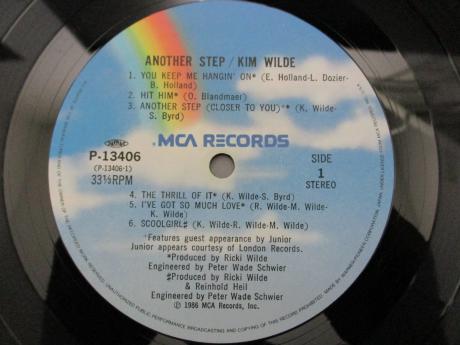 ANOTHER STEP / KIM WILDE
1. YOU KEEP ME HANGIN' ON* (E. Holland-L. Dozier-
B. Holland)
2. HIT HIM* (O. Blandmaer)
3. ANOTHER STEP (CLOSER TO YOU)°* (K. Wilde-
S. Byrd)
MCA RECORDS
P-13406
(P-13406-1)
33⅓RPM
SIDE
1
STEREO
4. THE THRILL OF IT* (K. Wilde-S. Byrd)
5. I'VE GOT SO MUCH LOVE* (R. Wilde-M. Wilde-
K. Wilde)
6. SCOOLGIRL♯ (K. Wilde-R. Wilde-M. Wilde)
°Features guest appearance by Junior
Junior appears courtesy of London Records.
*Produced by Ricki Wilde
Engineered by Peter Wade Schwier
♯Produced by Ricki Wilde
& Reinhold Heil
Engineered by Peter Wade Schwier
© 1986 MCA Records, Inc.